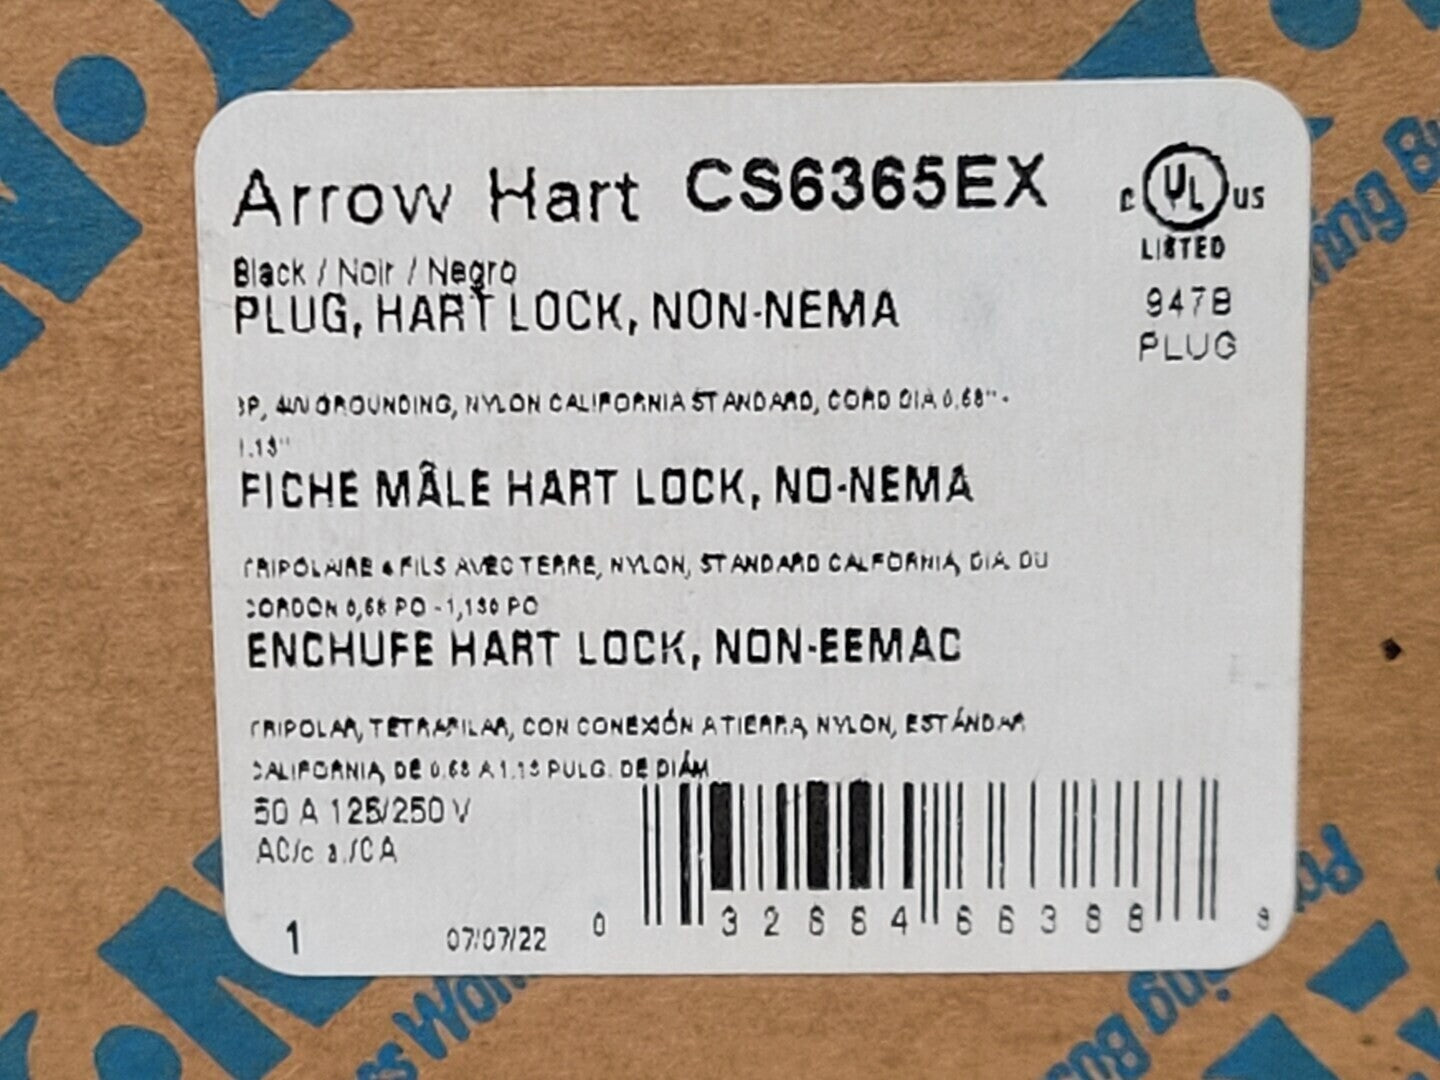 Arrow Hart CS6365EX
Black / Noir / Negro
PLUG, HART LOCK, NON-NEMA
3P, 4W GROUNDING, NYLON CALIFORNIA STANDARD, CORD DIA 0.68" -
1.13"
FICHE MÂLE HART LOCK, NO-NEMA
TRIPOLAIRE 4 FILS AVEC TERRE, NYLON, STANDARD CALFORNIA, DIA. DU
CORDON 0,68 PO - 1,130 PO
ENCHUFE HART LOCK, NON-EEMAC
TRIPOLAR, TETRAFILAR, CON CONEXIÓN A TIERRA, NYLON, ESTÁNDAR
CALIFORNIA, DE 0.68 A 1.13 PULG. DE DIÁM
50 A 125/250 V
AC/c.a./CA
1
07/07/22
C UL US
LISTED
947B
PLUG
0 32664 66388